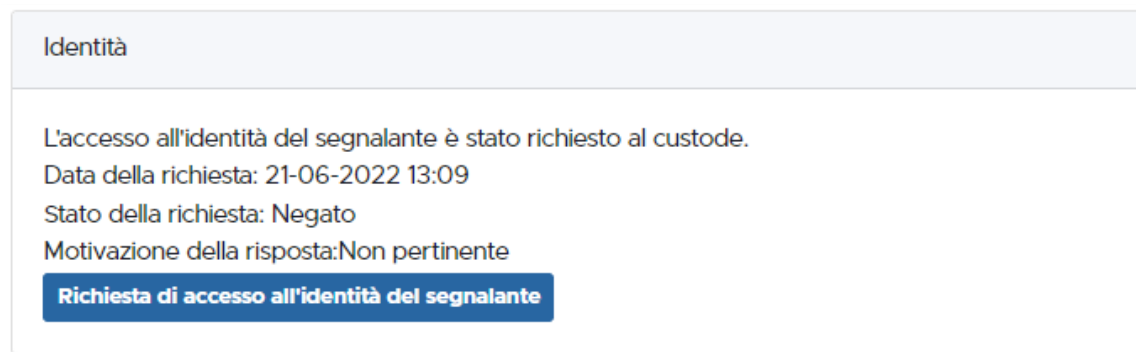 Identità
L'accesso all'identità del segnalante è stato richiesto al custode.
Data della richiesta: 21-06-2022 13:09
Stato della richiesta: Negato
Motivazione della risposta:Non pertinente
Richiesta di accesso all'identità del segnalante